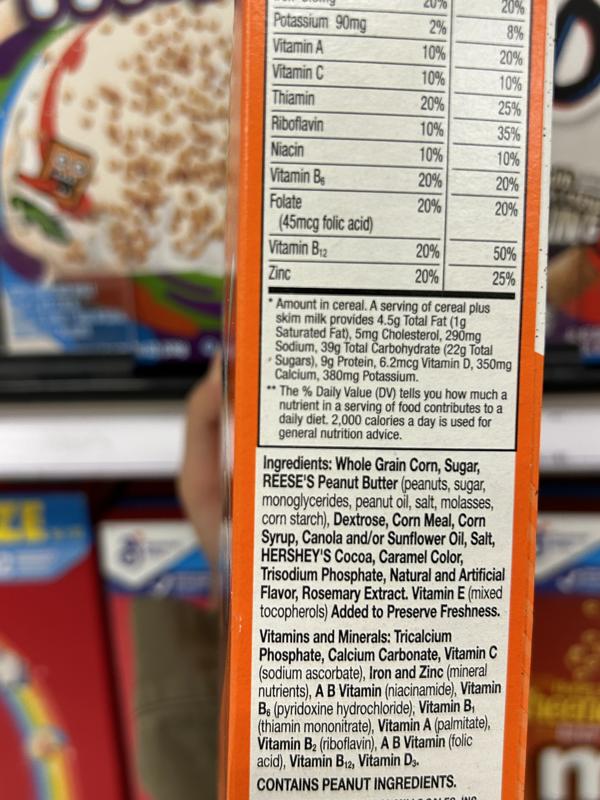 20% 20%
Potassium 90mg 2% 8%
Vitamin A 10% 20%
Vitamin C 10% 10%
Thiamin 20% 25%
Riboflavin 10% 35%
Niacin 10% 10%
Vitamin B6 20% 20%
Folate 20% 20%
(45mcg folic acid)
Vitamin B12 20% 50%
Zinc 20% 25%
* Amount in cereal. A serving of cereal plus
skim milk provides 4.5g Total Fat (1g
Saturated Fat), 5mg Cholesterol, 290mg
Sodium, 39g Total Carbohydrate (22g Total
Sugars), 9g Protein, 6.2mcg Vitamin D, 350mg
Calcium, 380mg Potassium.
** The % Daily Value (DV) tells you how much a
nutrient in a serving of food contributes to a
daily diet. 2,000 calories a day is used for
general nutrition advice.
Ingredients: Whole Grain Corn, Sugar,
REESE'S Peanut Butter (peanuts, sugar,
monoglycerides, peanut oil, salt, molasses,
corn starch), Dextrose, Corn Meal, Corn
Syrup, Canola and/or Sunflower Oil, Salt,
HERSHEY'S Cocoa, Caramel Color,
Trisodium Phosphate, Natural and Artificial
Flavor, Rosemary Extract. Vitamin E (mixed
tocopherols) Added to Preserve Freshness.
Vitamins and Minerals: Tricalcium
Phosphate, Calcium Carbonate, Vitamin C
(sodium ascorbate), Iron and Zinc (mineral
nutrients), A B Vitamin (niacinamide), Vitamin
B6 (pyridoxine hydrochloride), Vitamin B1
(thiamin mononitrate), Vitamin A (palmitate),
Vitamin B2 (riboflavin), A B Vitamin (folic
acid), Vitamin B12, Vitamin D3.
CONTAINS PEANUT INGREDIENTS.